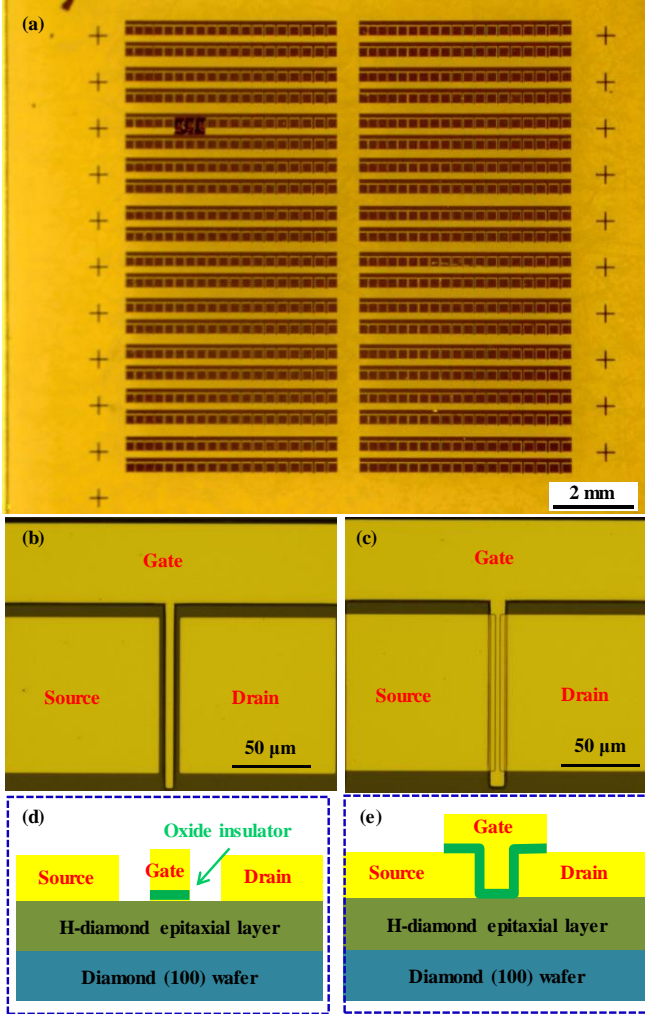 (a)
2 mm
(b)
Gate
Source
Drain
50 μm
(c)
Gate
Source
Drain
50 μm
(d)
Oxide insulator
Source
Gate
Drain
H-diamond epitaxial layer
Diamond (100) wafer
(e)
Gate
Source
Drain
H-diamond epitaxial layer
Diamond (100) wafer